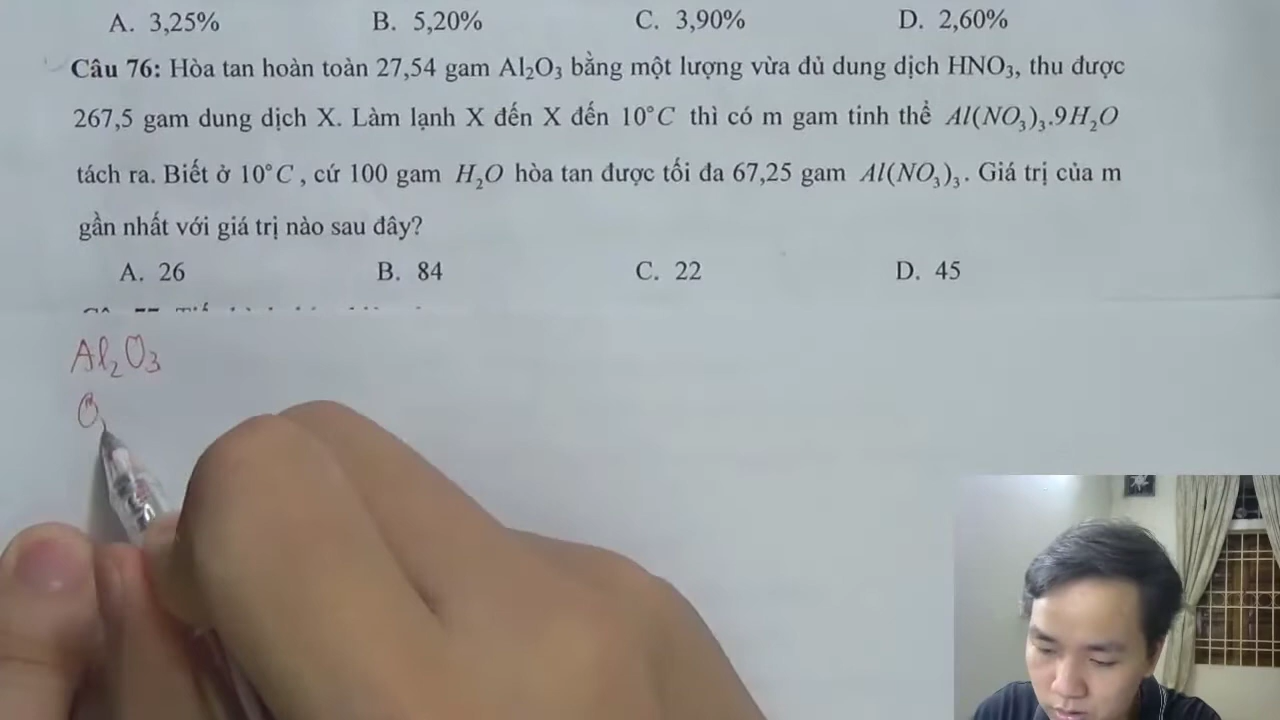 A. 3,25% B. 5,20% C. 3,90% D. 2,60%
Câu 76: Hòa tan hoàn toàn 27,54 gam Al₂O₃ bằng một lượng vừa đủ dung dịch HNO₃, thu được
267,5 gam dung dịch X. Làm lạnh X đến X đến 10°C thì có m gam tinh thể Al(NO₃)₃.9H₂O
tách ra. Biết ở 10°C, cứ 100 gam H₂O hòa tan được tối đa 67,25 gam Al(NO₃)₃. Giá trị của m
gần nhất với giá trị nào sau đây?
A. 26 B. 84 C. 22 D. 45
Al₂O₃
0,